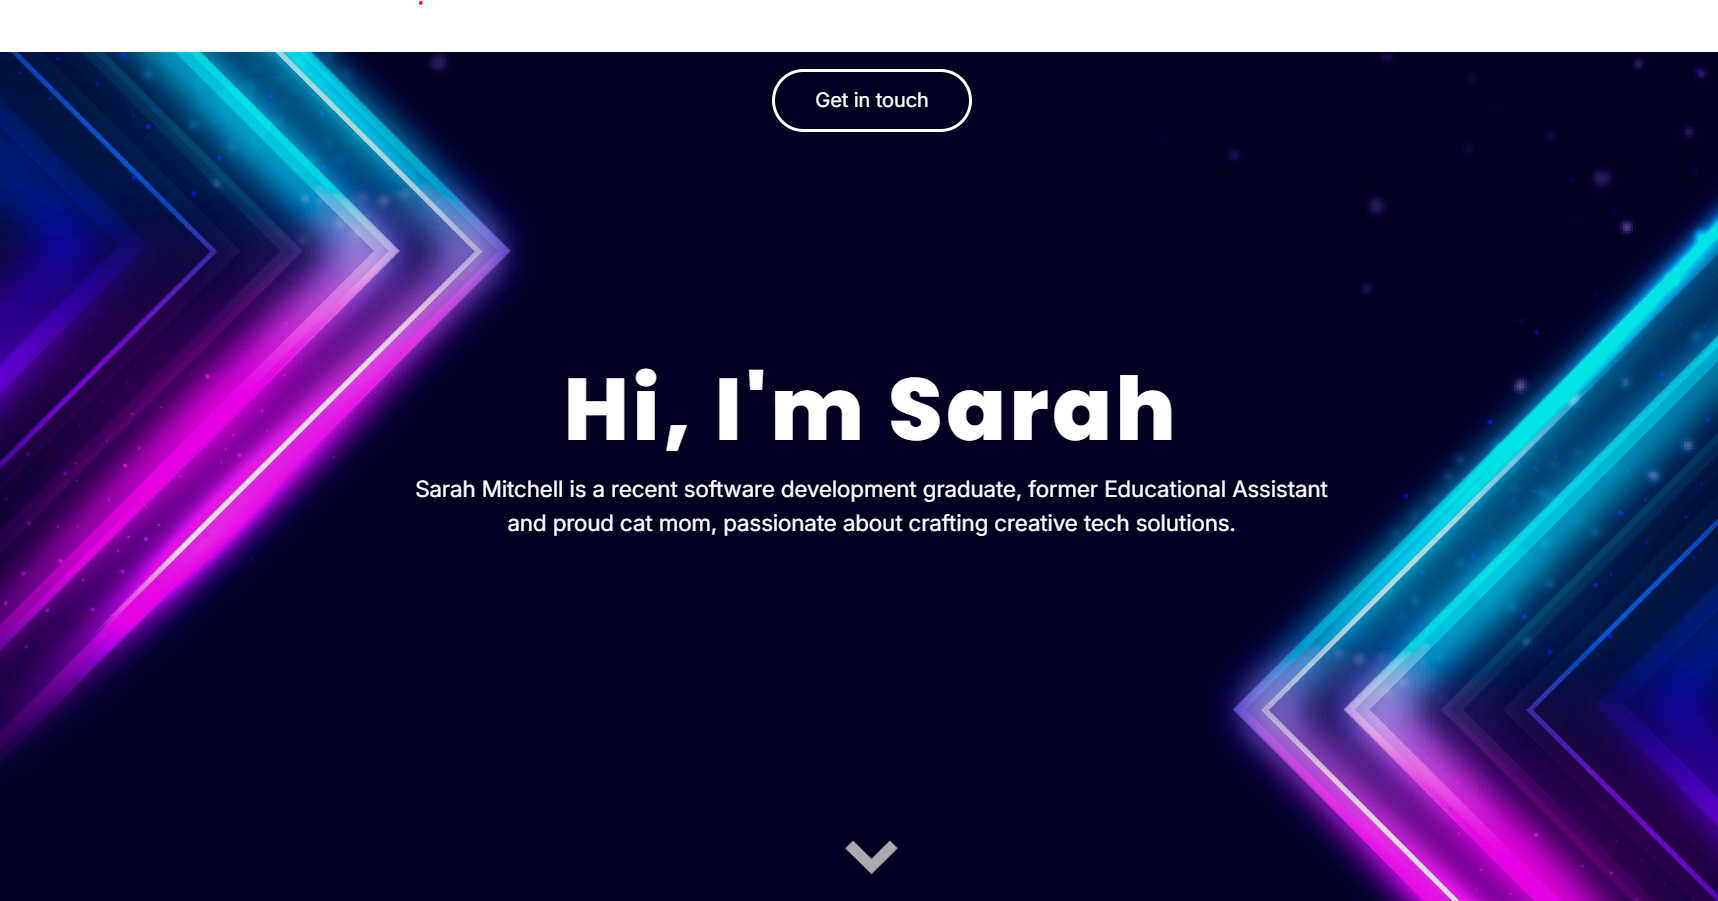 Get in touch
Hi, I'm Sarah
Sarah Mitchell is a recent software development graduate, former Educational Assistant
and proud cat mom, passionate about crafting creative tech solutions.